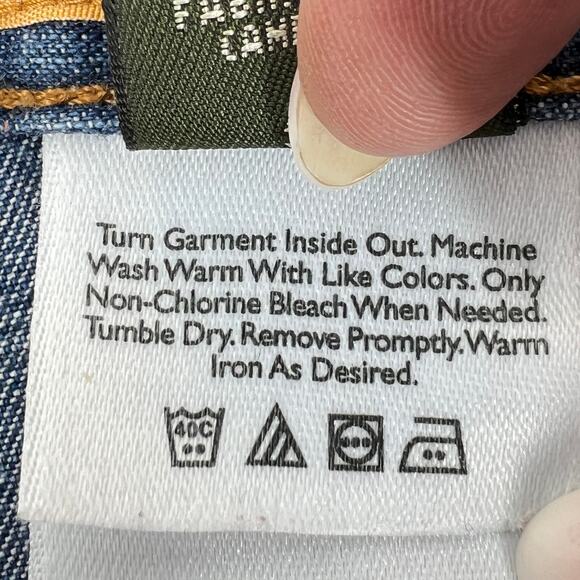 Turn Garment Inside Out. Machine
Wash Warm With Like Colors. Only
Non-Chlorine Bleach When Needed.
Tumble Dry. Remove Promptly. Warm
Iron As Desired.
40C